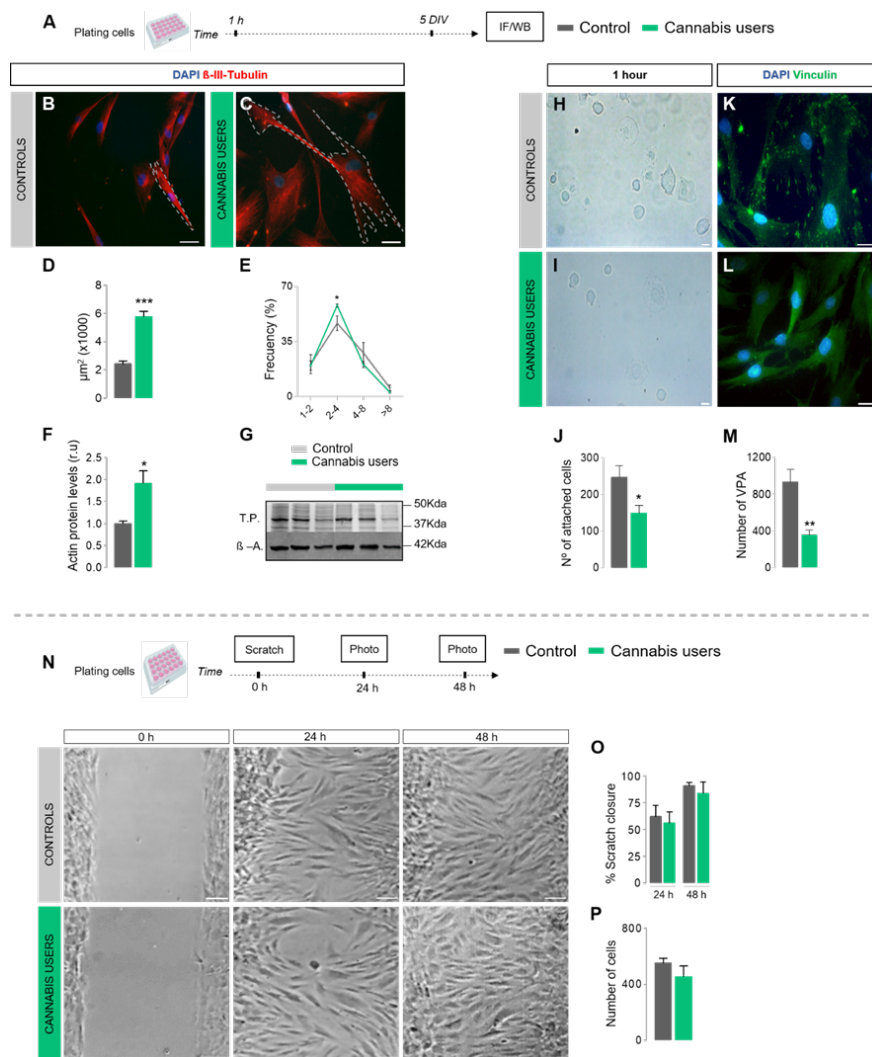 A
Plating cells
Time
1 h
5 DIV
IF/WB
Control
Cannabis users
DAPI ß-III-Tubulin
CONTROLS
B
CANNABIS USERS
C
1 hour
DAPI Vinculin
CONTROLS
H
K
CANNABIS USERS
I
L
D
µm² (x1000)
8
6
4
2
0
***
E
Frecuency (%)
70
35
0
*
1-2
2-4
4-8
>8
F
Actin protein levels (r.u)
2.5
2.0
1.5
1.0
0.5
0.0
*
G
Control
Cannabis users
T.P.
50Kda
37Kda
ß –A.
42Kda
J
Nº of attached cells
300
200
100
0
*
M
Number of VPA
1200
800
400
0
**
N
Plating cells
Time
Scratch
Photo
Photo
0 h
24 h
48 h
Control
Cannabis users
0 h
24 h
48 h
CONTROLS
CANNABIS USERS
O
% Scratch closure
100
75
50
25
0
24 h
48 h
P
Number of cells
800
400
0